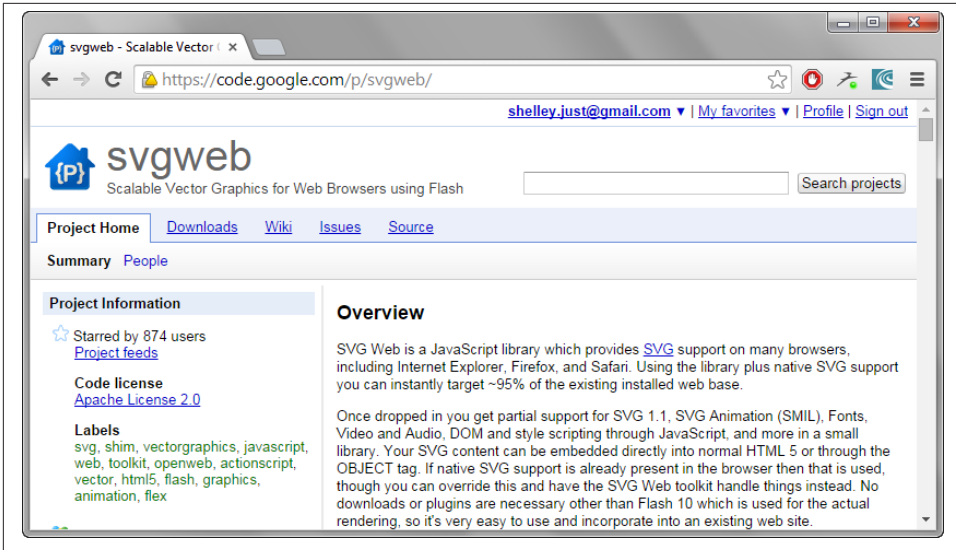 svgweb - Scalable Vector (
https://code.google.com/p/svgweb/
shelley.just@gmail.com ▼ | My favorites ▼ | Profile | Sign out
{P}
svgweb
Scalable Vector Graphics for Web Browsers using Flash
Search projects
Project Home Downloads Wiki Issues Source
Summary People
Project Information
Starred by 874 users
Project feeds
Code license
Apache License 2.0
Labels
svg, shim, vectorgraphics, javascript,
web, toolkit, openweb, actionscript,
vector, html5, flash, graphics,
animation, flex
Overview
SVG Web is a JavaScript library which provides SVG support on many browsers,
including Internet Explorer, Firefox, and Safari. Using the library plus native SVG support
you can instantly target ~95% of the existing installed web base.
Once dropped in you get partial support for SVG 1.1, SVG Animation (SMIL), Fonts,
Video and Audio, DOM and style scripting through JavaScript, and more in a small
library. Your SVG content can be embedded directly into normal HTML 5 or through the
OBJECT tag. If native SVG support is already present in the browser then that is used,
though you can override this and have the SVG Web toolkit handle things instead. No
downloads or plugins are necessary other than Flash 10 which is used for the actual
rendering, so it's very easy to use and incorporate into an existing web site.